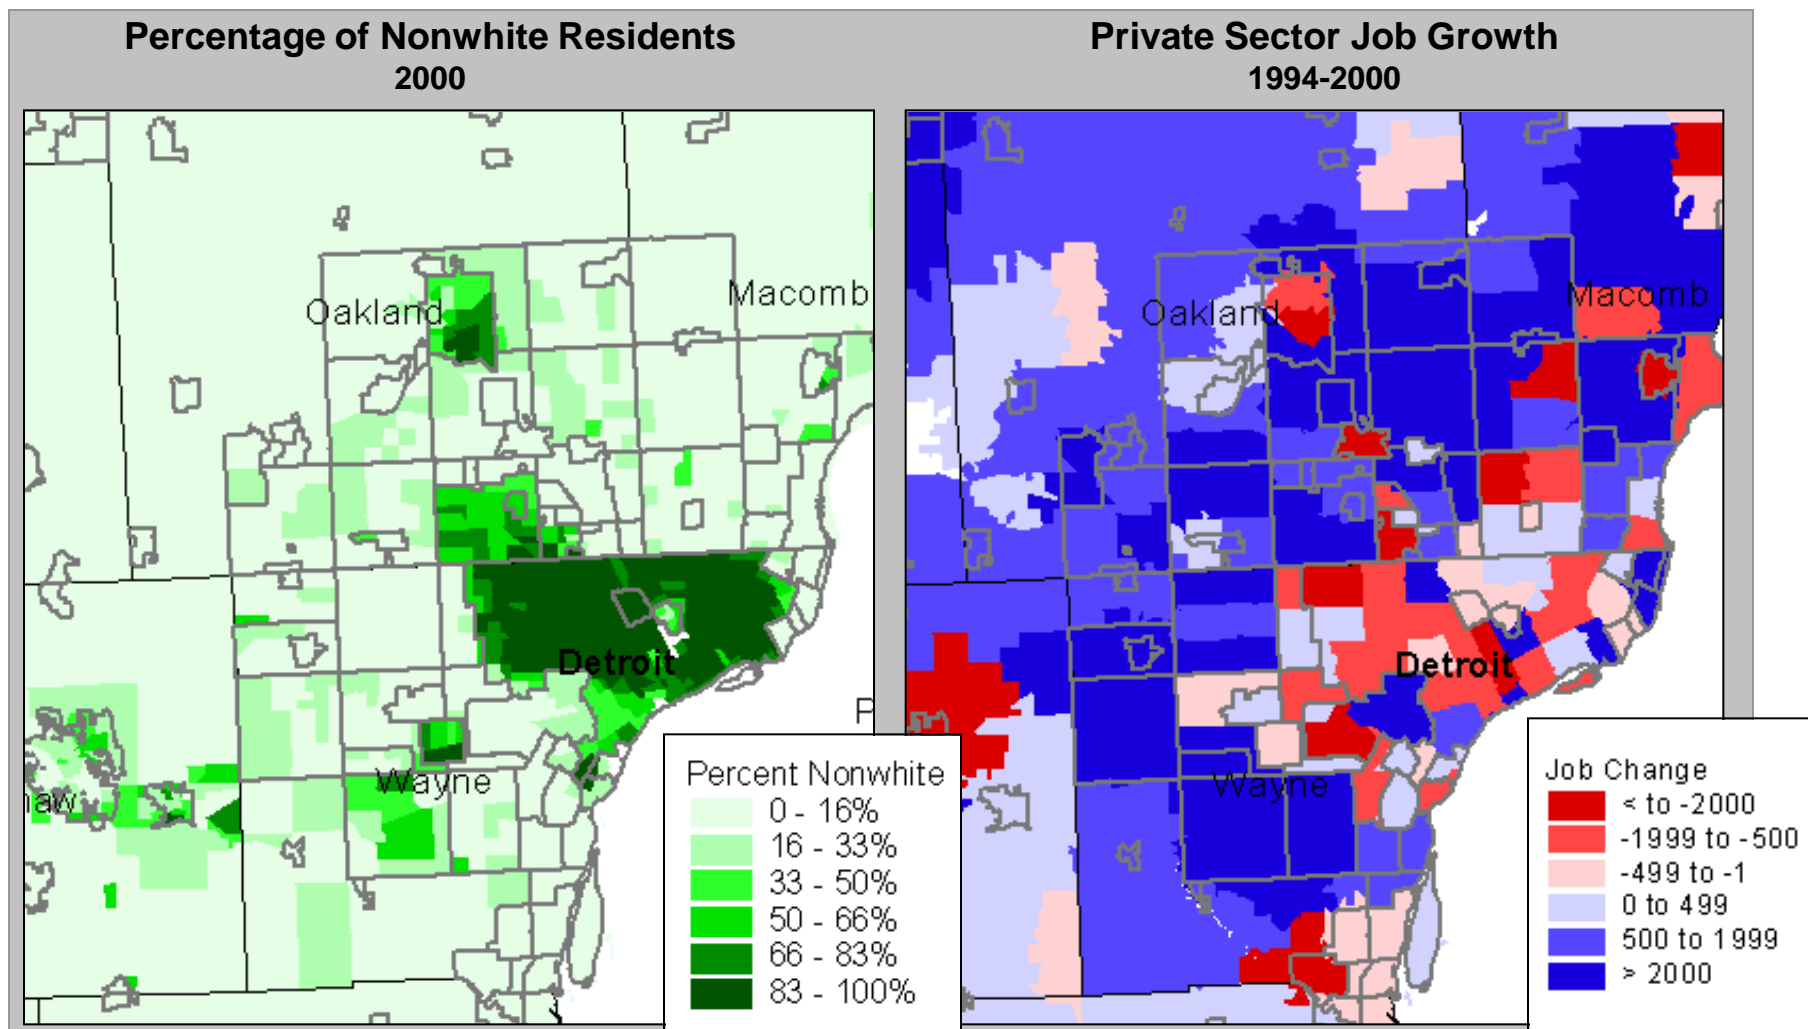 Percentage of Nonwhite Residents
2000
Oakland
Macomb
Detroit
Wayne
naw
P
Percent Nonwhite
0 - 16%
16 - 33%
33 - 50%
50 - 66%
66 - 83%
83 - 100%
Private Sector Job Growth
1994-2000
Oakland
Macomb
Detroit
Wayne
Job Change
< to -2000
-1999 to -500
-499 to -1
0 to 499
500 to 1999
> 2000